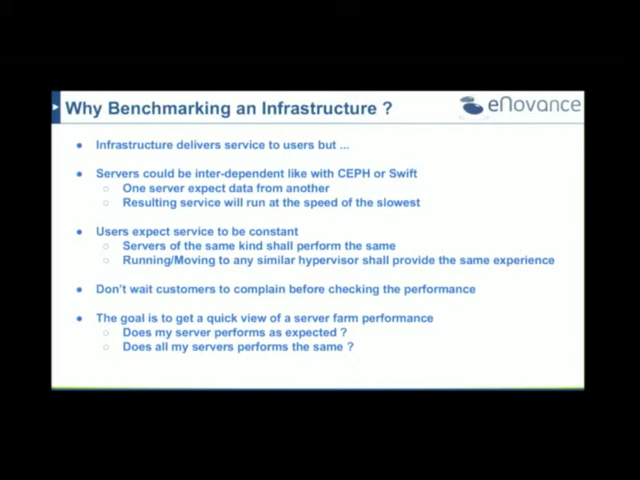 Why Benchmarking an Infrastructure ?
eNovance
● Infrastructure delivers service to users but ...
● Servers could be inter-dependent like with CEPH or Swift
○ One server expect data from another
○ Resulting service will run at the speed of the slowest
● Users expect service to be constant
○ Servers of the same kind shall perform the same
○ Running/Moving to any similar hypervisor shall provide the same experience
● Don't wait customers to complain before checking the performance
● The goal is to get a quick view of a server farm performance
○ Does my server performs as expected ?
○ Does all my servers performs the same ?